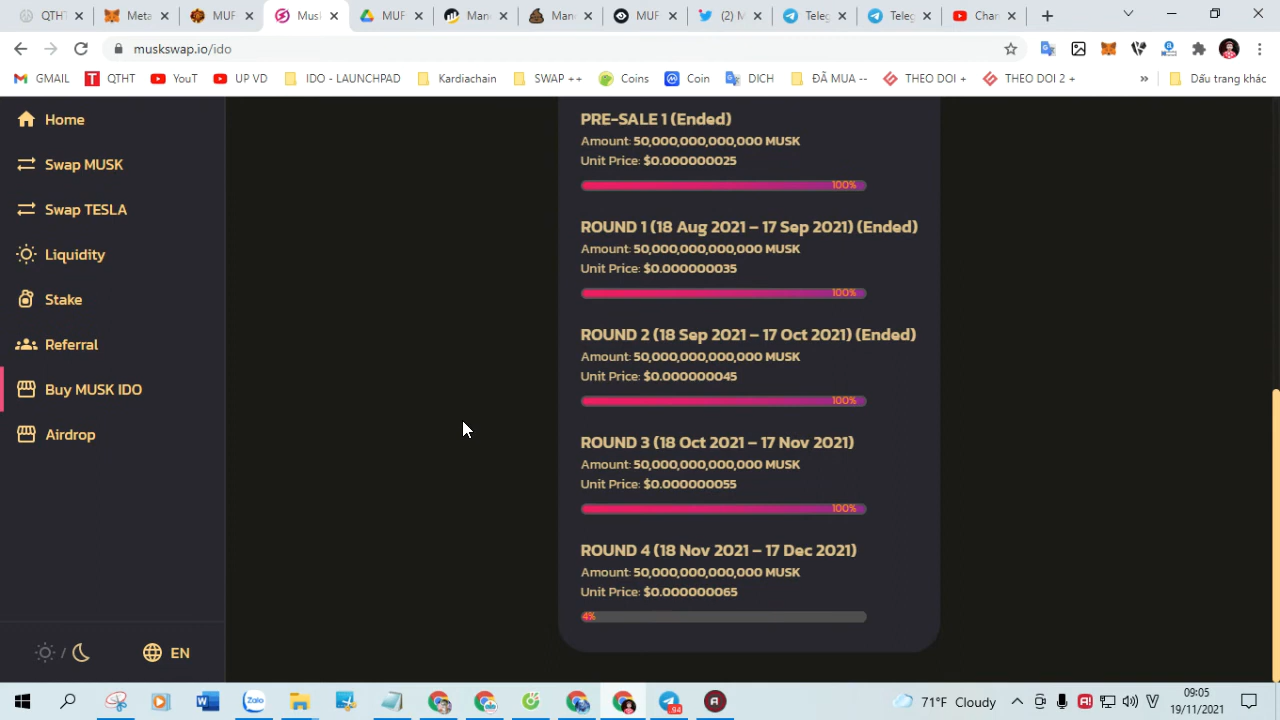 QTHT
Meta
MUF
Musk
MUF
Man
Man
MUF
(2) M
Teleg
Teleg
Chan
muskswap.io/ido
GMAIL
QTHT
YouT
UP VD
IDO - LAUNCHPAD
Kardiachain
SWAP ++
Coins
Coin
DICH
ĐÃ MUA --
THEO DOI +
THEO DOI 2 +
»
Dấu trang khác
Home
Swap MUSK
Swap TESLA
Liquidity
Stake
Referral
Buy MUSK IDO
Airdrop
/
EN
PRE-SALE 1 (Ended)
Amount: 50,000,000,000,000 MUSK
Unit Price: $0.000000025
100%
ROUND 1 (18 Aug 2021 – 17 Sep 2021) (Ended)
Amount: 50,000,000,000,000 MUSK
Unit Price: $0.000000035
100%
ROUND 2 (18 Sep 2021 – 17 Oct 2021) (Ended)
Amount: 50,000,000,000,000 MUSK
Unit Price: $0.000000045
100%
ROUND 3 (18 Oct 2021 – 17 Nov 2021)
Amount: 50,000,000,000,000 MUSK
Unit Price: $0.000000055
100%
ROUND 4 (18 Nov 2021 – 17 Dec 2021)
Amount: 50,000,000,000,000 MUSK
Unit Price: $0.000000065
4%
Zalo
94
71°F Cloudy
09:05
19/11/2021